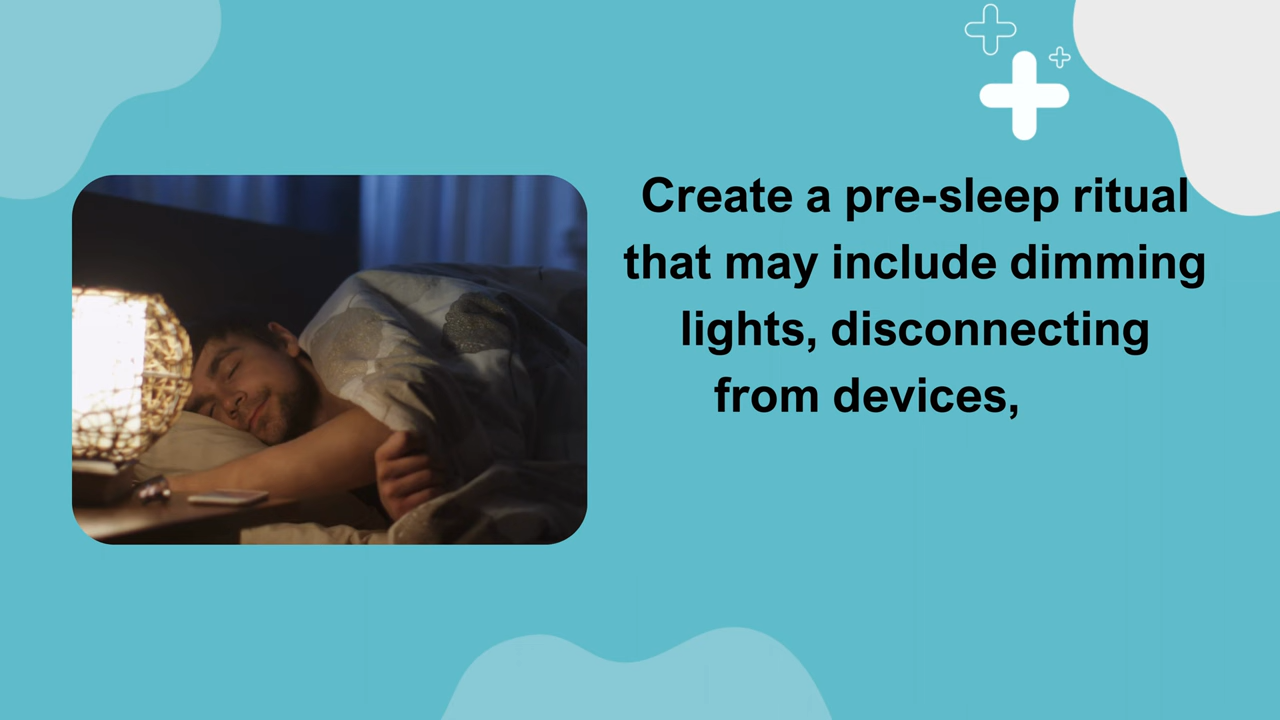 Create a pre-sleep ritual
that may include dimming
lights, disconnecting
from devices,